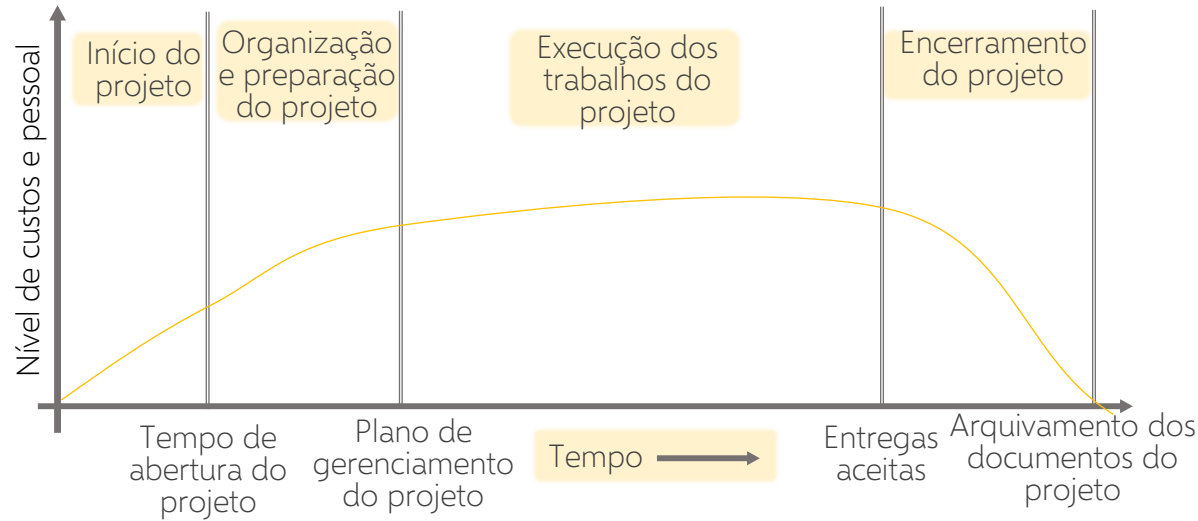 Nível de custos e pessoal
Início do
projeto
Organização
e preparação
do projeto
Execução dos
trabalhos do
projeto
Encerramento
do projeto
Tempo de
abertura do
projeto
Plano de
gerenciamento
do projeto
Tempo
Entregas
aceitas
Arquivamento dos
documentos do
projeto